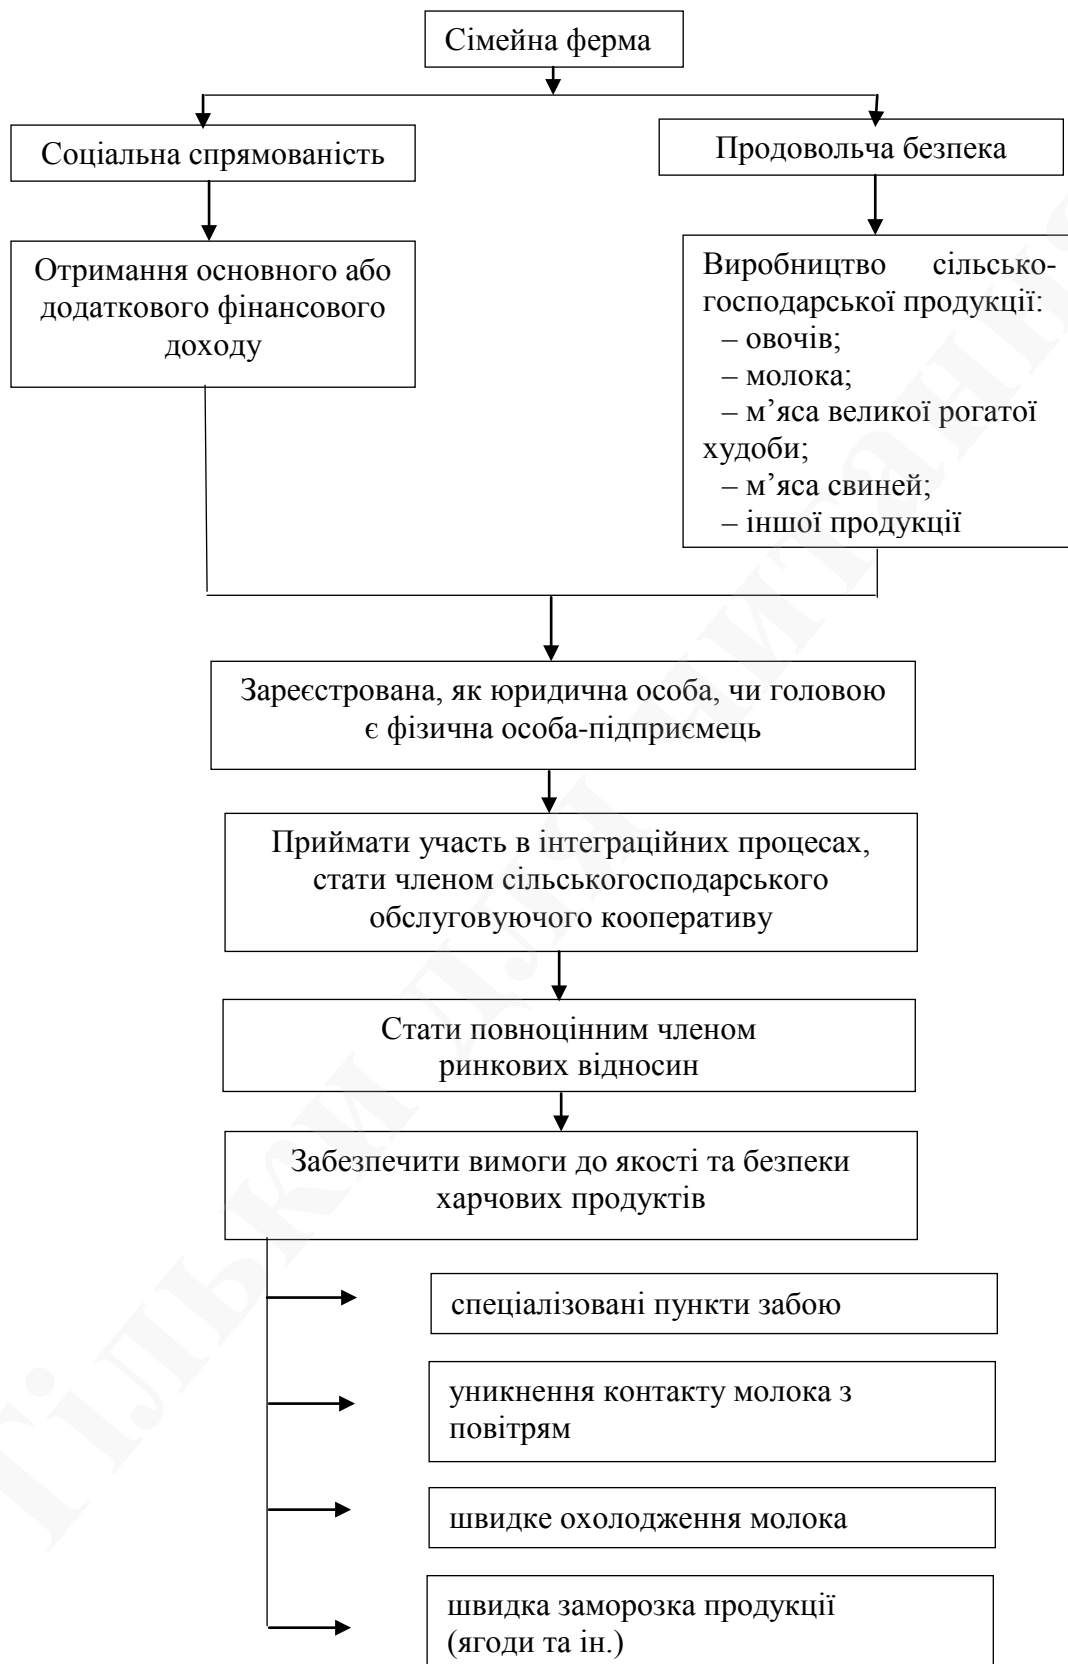 Сімейна ферма
Соціальна спрямованість
Продовольча безпека
Отримання основного або
додаткового фінансового
доходу
Виробництво сільсько-
господарської продукції:
– овочів;
– молока;
– м’яса великої рогатої
худоби;
– м’яса свиней;
– іншої продукції
Зареєстрована, як юридична особа, чи головою
є фізична особа-підприємець
Приймати участь в інтеграційних процесах,
стати членом сільськогосподарського
обслуговуючого кооперативу
Стати повноцінним членом
ринкових відносин
Забезпечити вимоги до якості та безпеки
харчових продуктів
спеціалізовані пункти забою
уникнення контакту молока з
повітрям
швидке охолодження молока
швидка заморозка продукції
(ягоди та ін.)
Тільки для читання